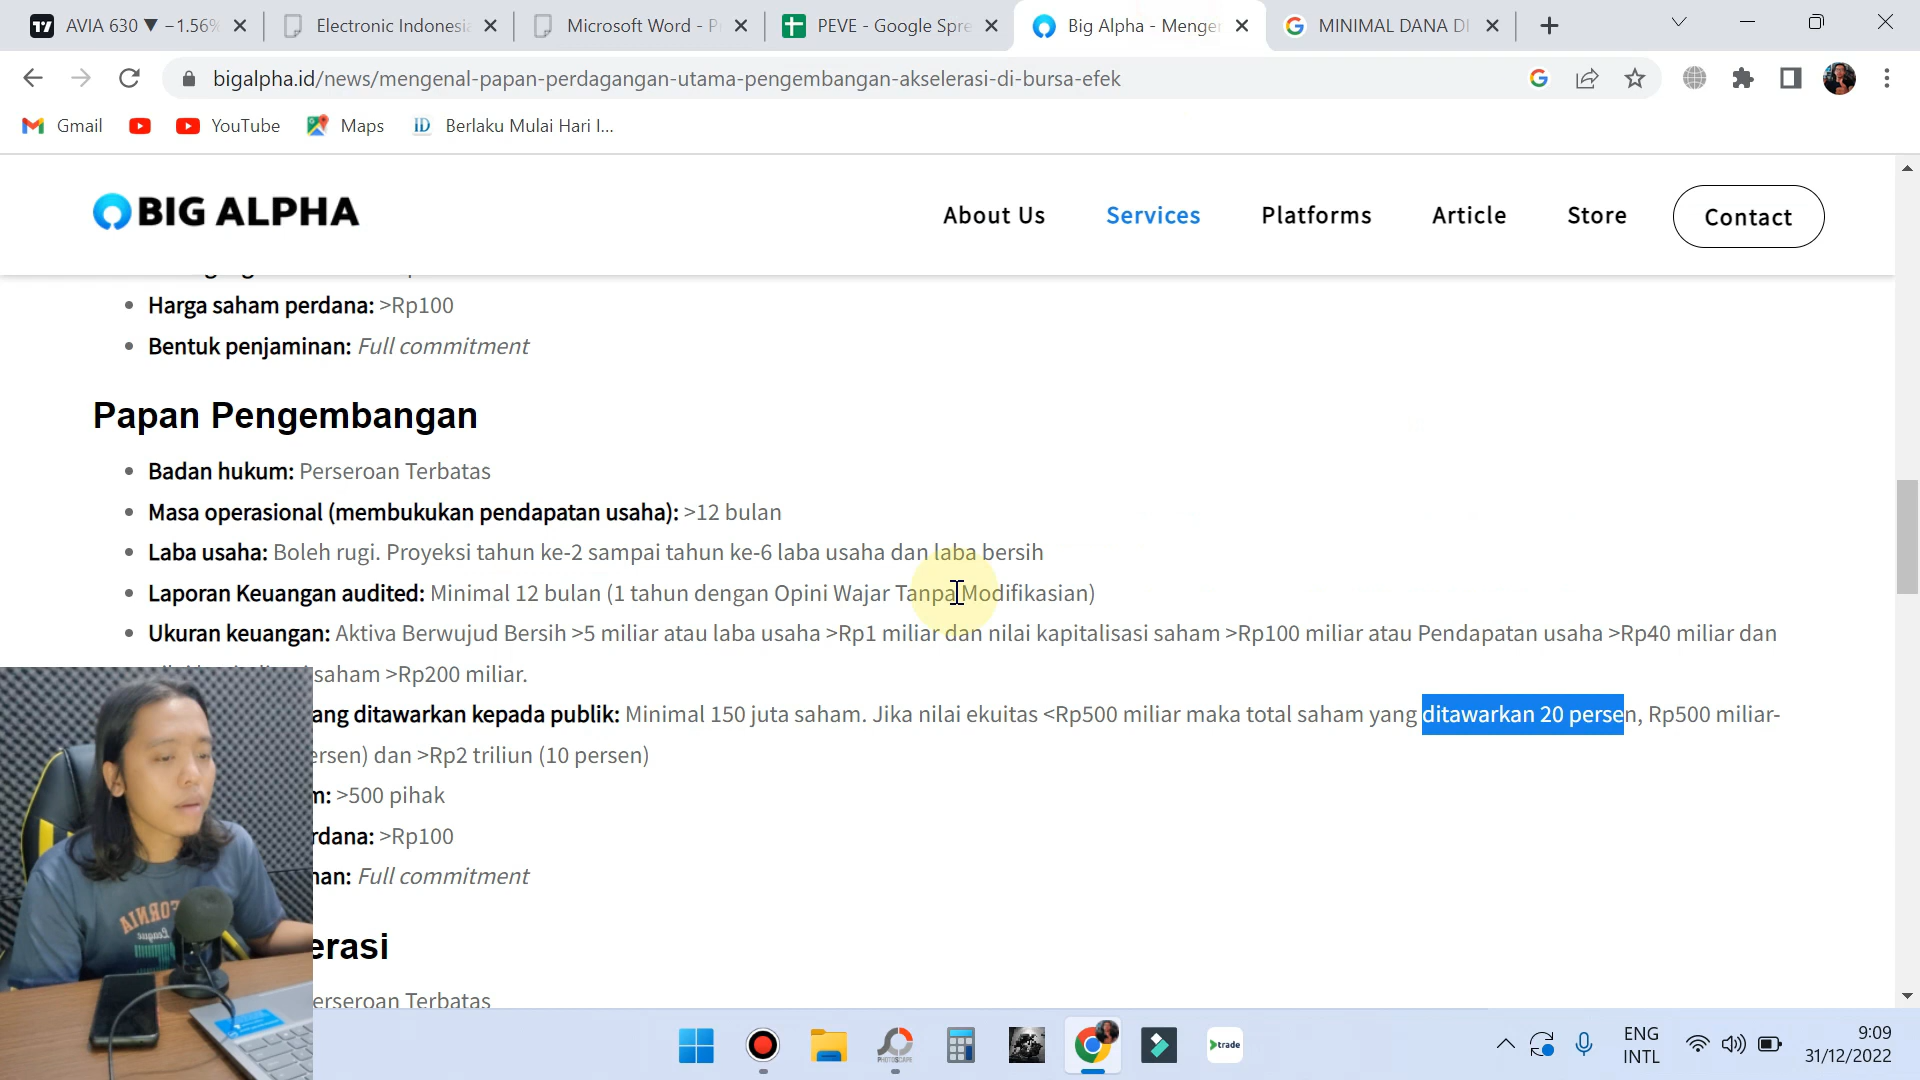 AVIA 630 ▼ −1.56%
Electronic Indonesia
Microsoft Word - P
PEVE - Google Spre
Big Alpha - Menge
MINIMAL DANA DI
bigalpha.id/news/mengenal-papan-perdagangan-utama-pengembangan-akselerasi-di-bursa-efek
Gmail
YouTube
Maps
Berlaku Mulai Hari I...
BIG ALPHA
About Us
Services
Platforms
Article
Store
Contact
Harga saham perdana: >Rp100
Bentuk penjaminan: Full commitment
Papan Pengembangan
Badan hukum: Perseroan Terbatas
Masa operasional (membukukan pendapatan usaha): >12 bulan
Laba usaha: Boleh rugi. Proyeksi tahun ke-2 sampai tahun ke-6 laba usaha dan laba bersih
Laporan Keuangan audited: Minimal 12 bulan (1 tahun dengan Opini Wajar Tanpa Modifikasian)
Ukuran keuangan: Aktiva Berwujud Bersih >5 miliar atau laba usaha >Rp1 miliar dan nilai kapitalisasi saham >Rp100 miliar atau Pendapatan usaha >Rp40 miliar dan
saham >Rp200 miliar.
ang ditawarkan kepada publik: Minimal 150 juta saham. Jika nilai ekuitas <Rp500 miliar maka total saham yang ditawarkan 20 persen, Rp500 miliar-
ersen) dan >Rp2 triliun (10 persen)
m: >500 pihak
rdana: >Rp100
nan: Full commitment
erasi
erseroan Terbatas
CALIFORNIA
League
PHOTOSCAPE
trade
ENG
INTL
9:09
31/12/2022